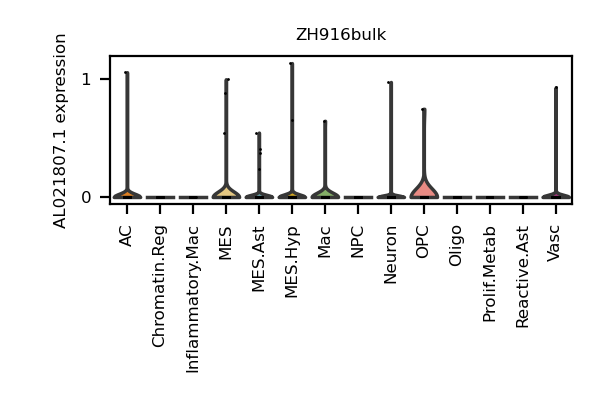 ZH916bulk
AL021807.1 expression
1
0
AC
Chromatin.Reg
Inflammatory.Mac
MES
MES.Ast
MES.Hyp
Mac
NPC
Neuron
OPC
Oligo
Prolif.Metab
Reactive.Ast
Vasc